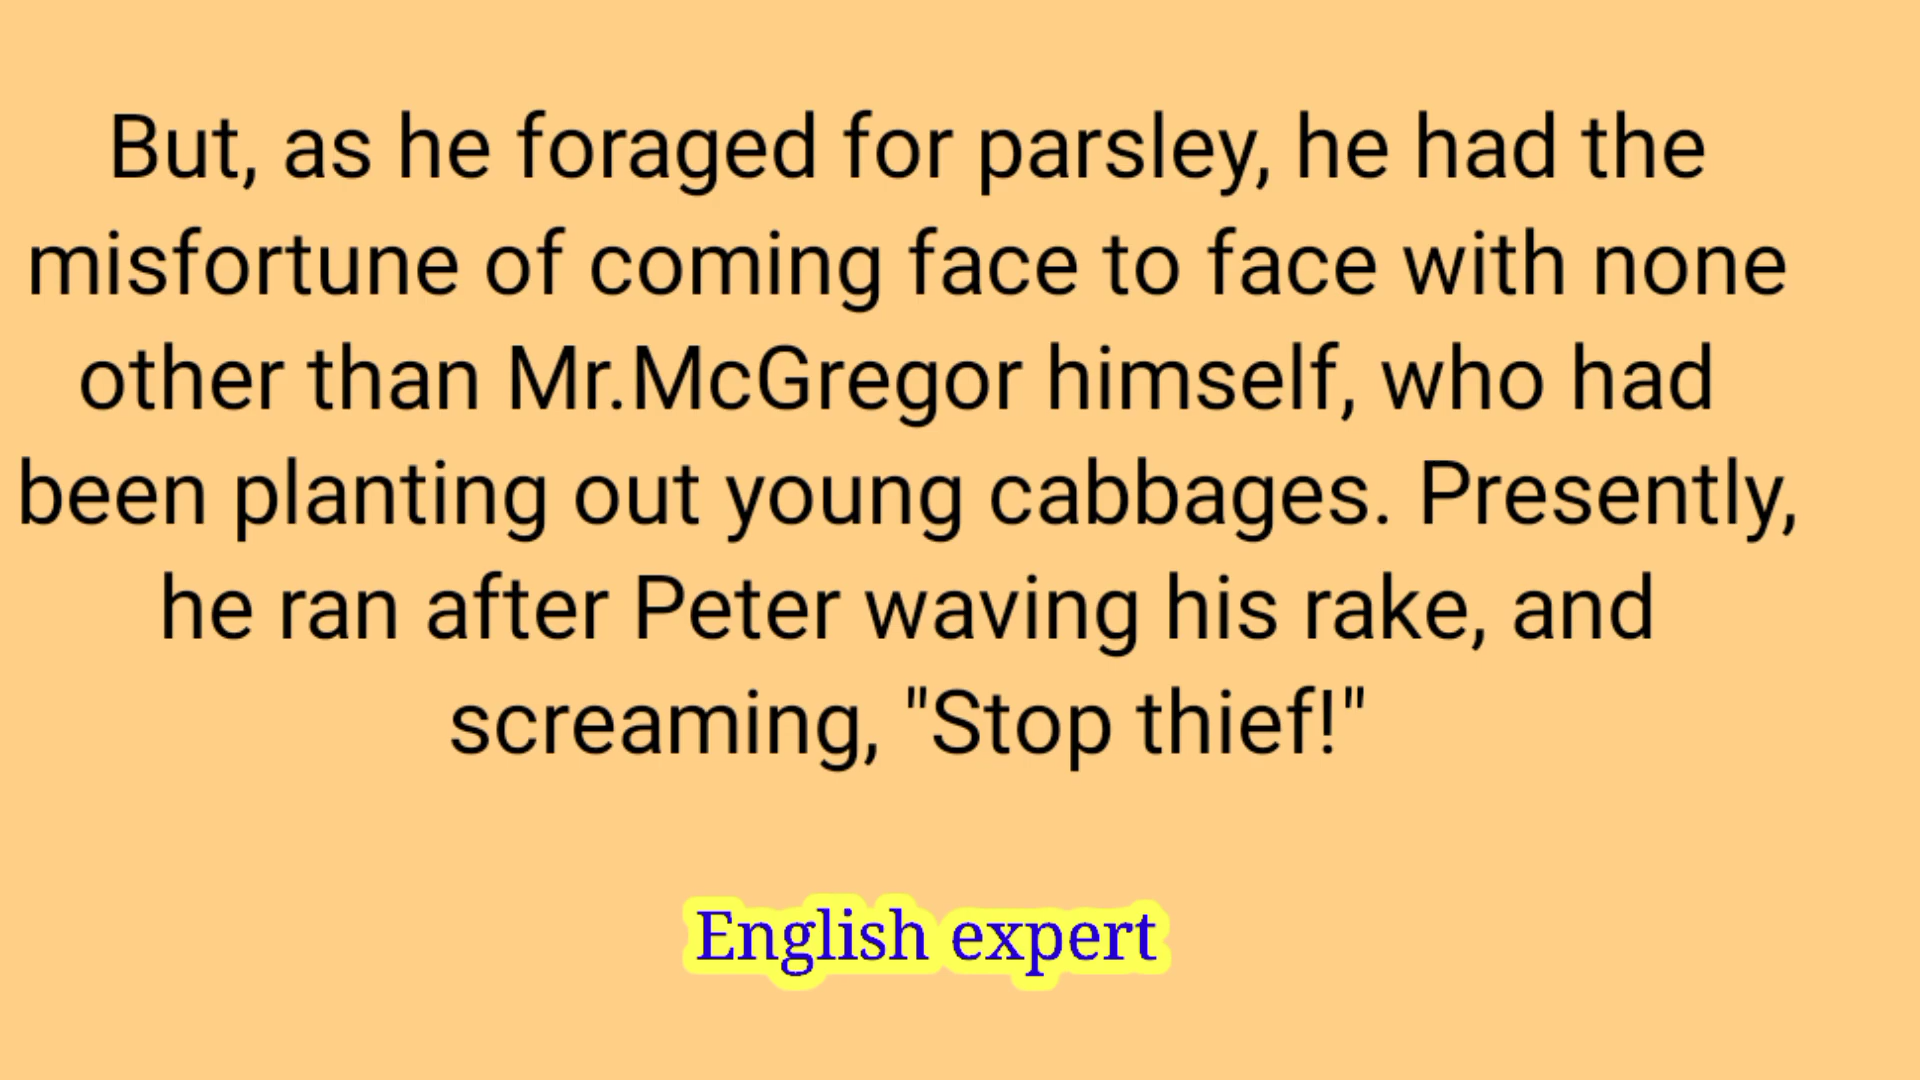 But, as he foraged for parsley, he had the
misfortune of coming face to face with none
other than Mr.McGregor himself, who had
been planting out young cabbages. Presently,
he ran after Peter waving his rake, and
screaming, "Stop thief!"
English expert